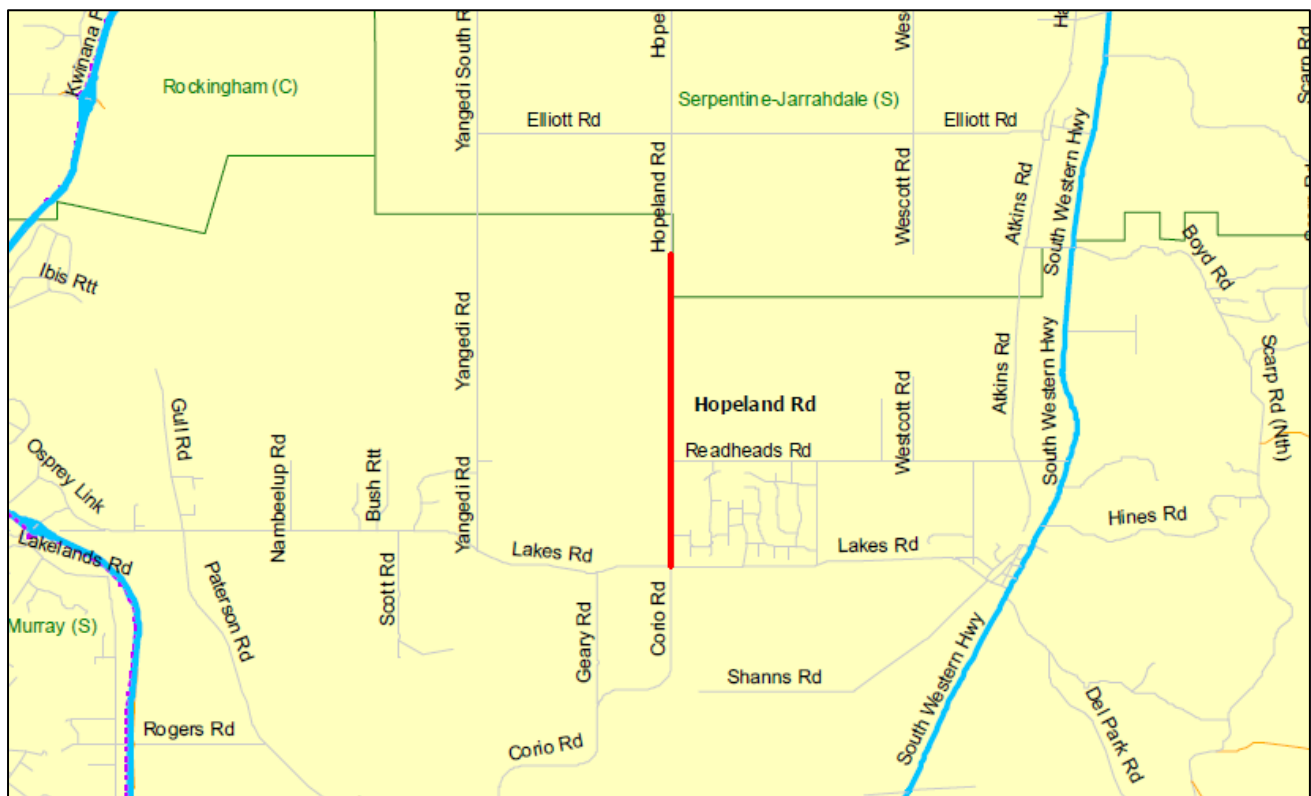 Kwinana F
Yangedi South R
Hope
Wes
Ha
Scarp Rd
Rockingham (C)
Serpentine-Jarrahdale (S)
Elliott Rd
Elliott Rd
Hopeland Rd
Wescott Rd
Atkins Rd
South Western Hwy
Boyd Rd
Ibis Rtt
Yangedi Rd
Atkins Rd
South Western Hwy
Scarp Rd (Nth)
Gull Rd
Hopeland Rd
Readheads Rd
Westcott Rd
Osprey Link
Nambeelup Rd
Bush Rtt
Yangedi Rd
Hines Rd
Lakelands Rd
Lakes Rd
Lakes Rd
Paterson Rd
Scott Rd
Geary Rd
Corio Rd
Murray (S)
Shanns Rd
South Western Hwy
Del Park Rd
Rogers Rd
Corio Rd